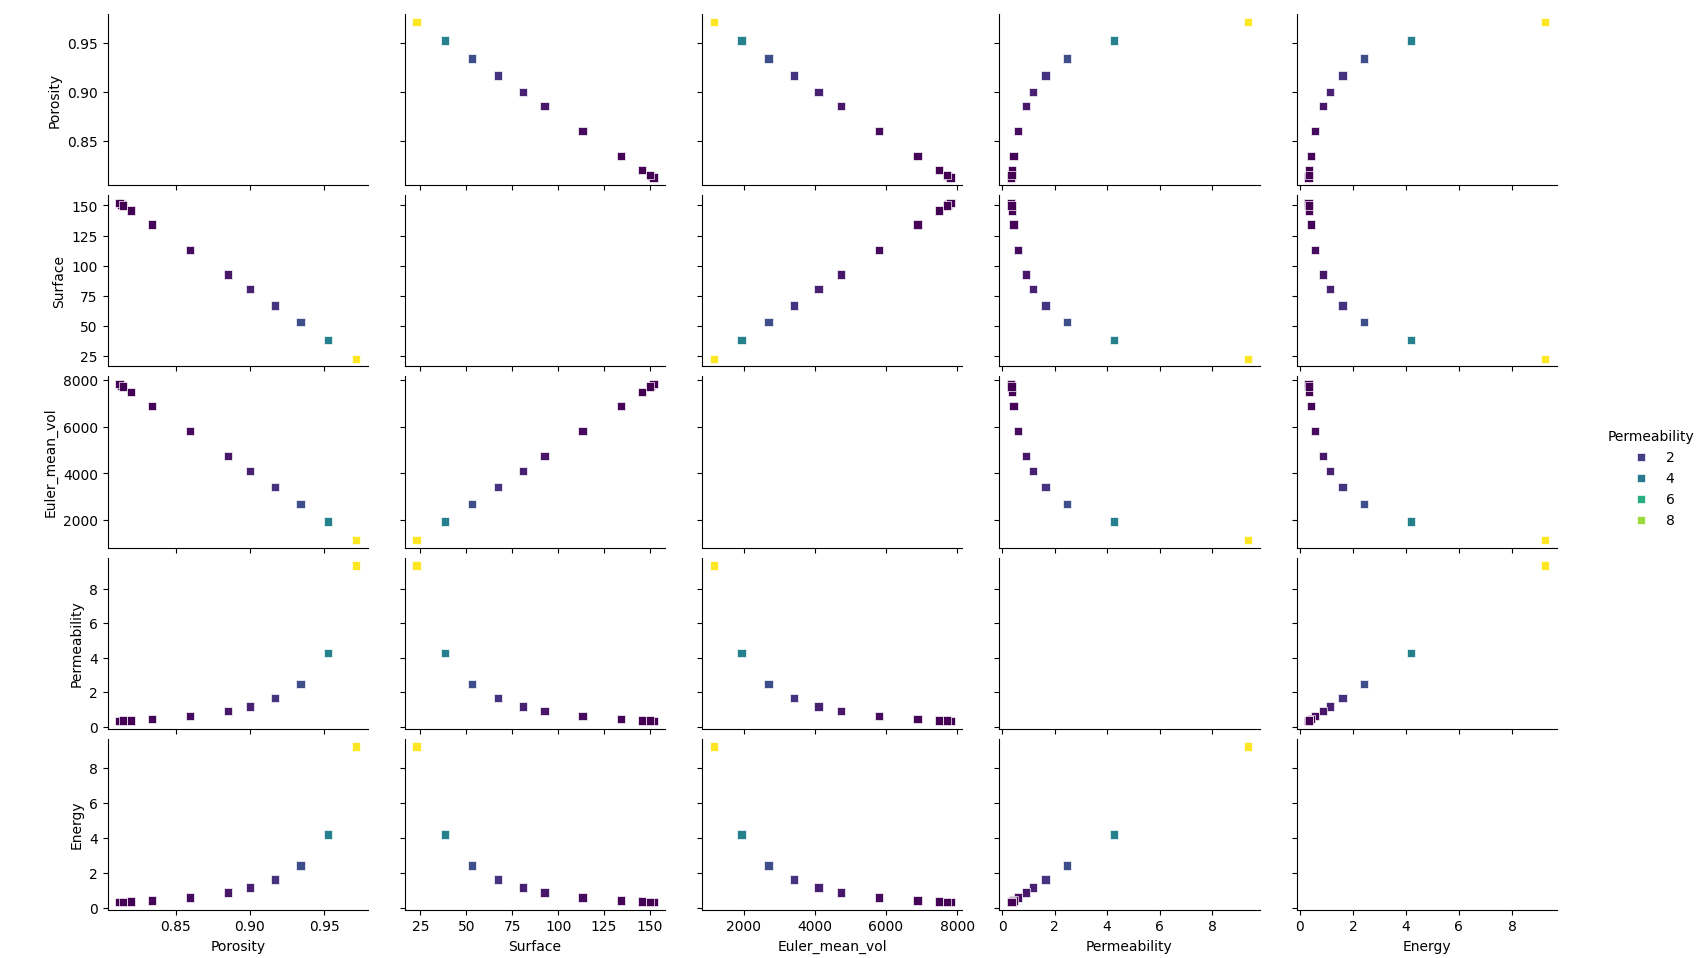 0.95
0.90
0.85
Porosity
150
125
100
75
50
25
Surface
8000
6000
4000
2000
Euler_mean_vol
8
6
4
2
0
Permeability
8
6
4
2
0
Energy
0.85 0.90 0.95
Porosity
25 50 75 100 125 150
Surface
2000 4000 6000 8000
Euler_mean_vol
0 2 4 6 8
Permeability
0 2 4 6 8
Energy
Permeability
2
4
6
8